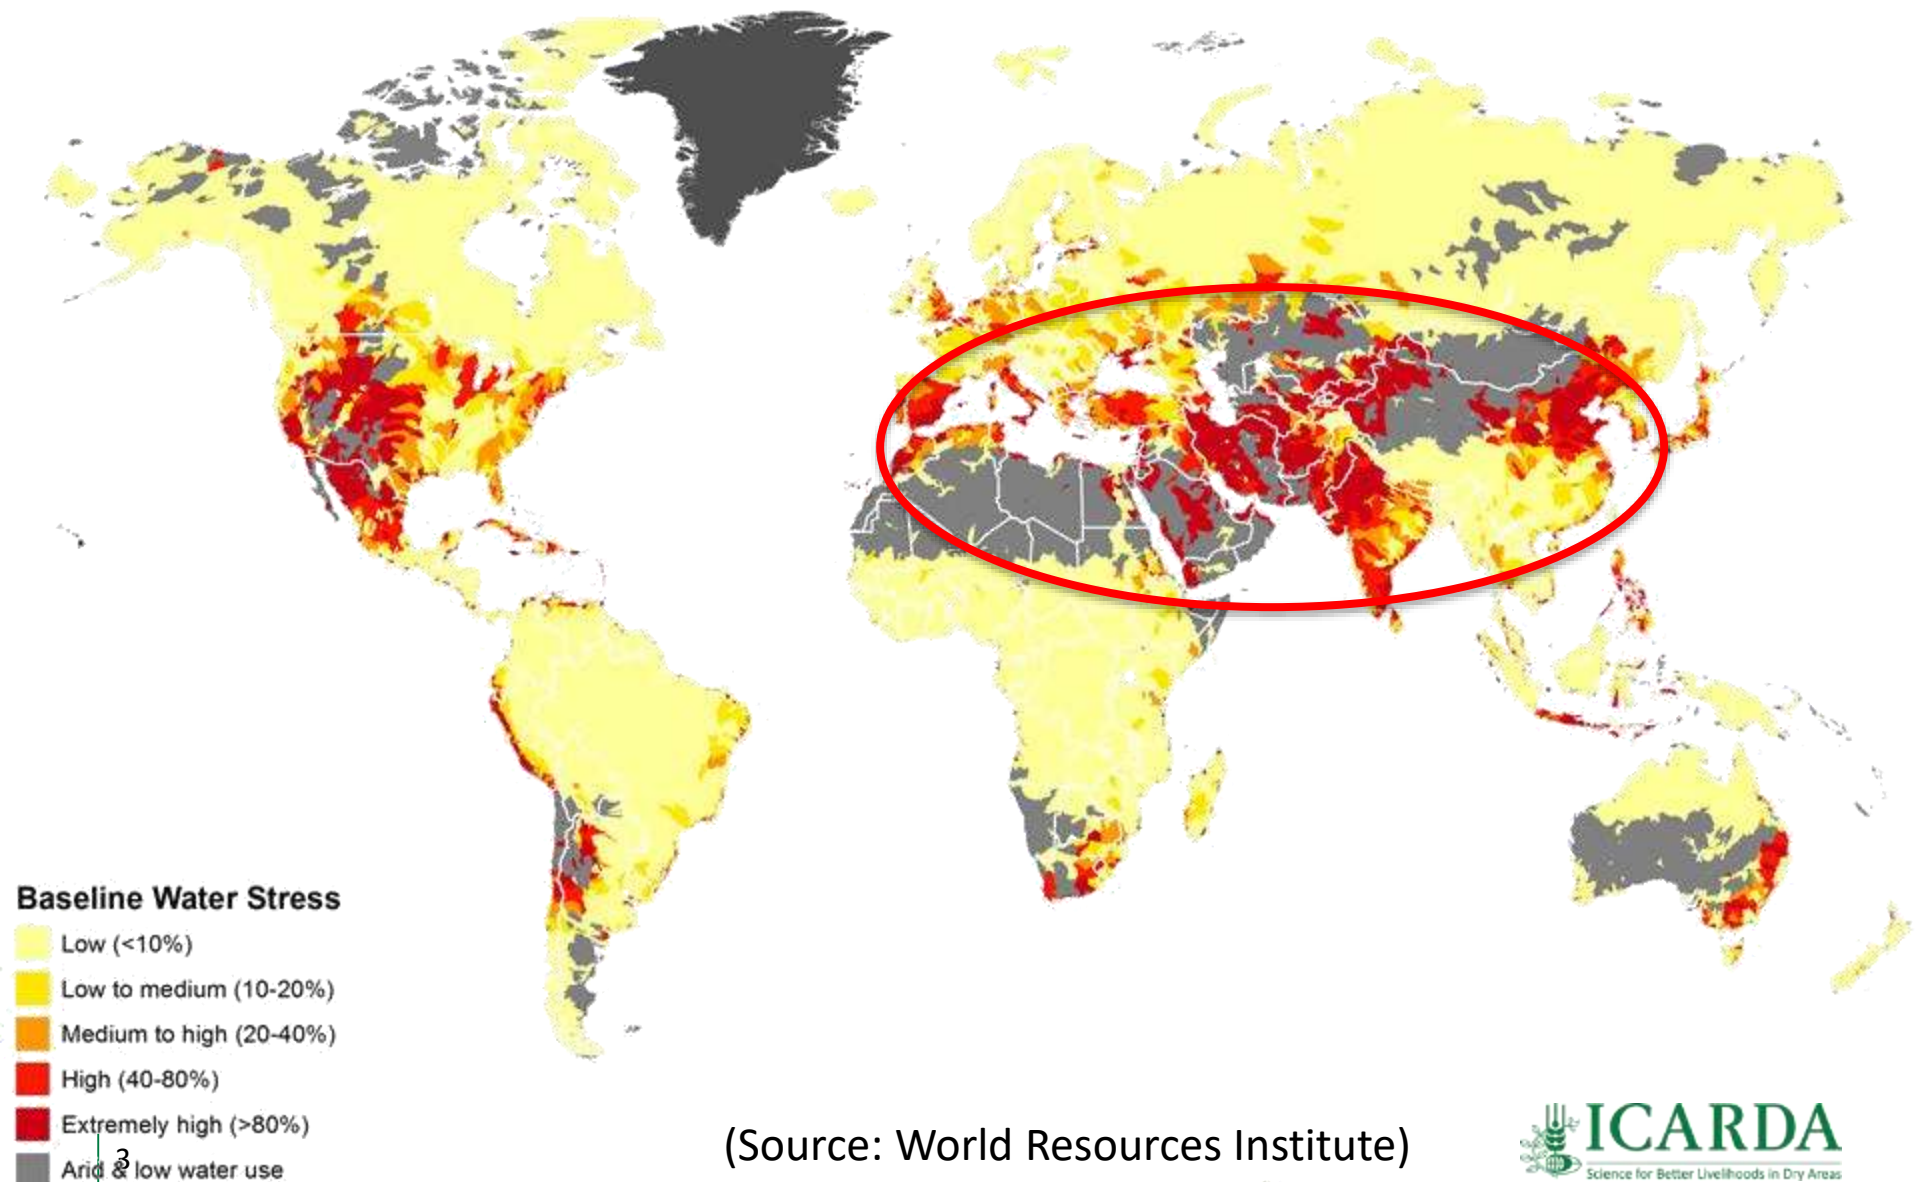 Baseline Water Stress
Low (<10%)
Low to medium (10-20%)
Medium to high (20-40%)
High (40-80%)
Extremely high (>80%)
Arid & low water use
3
(Source: World Resources Institute)
ICARDA
Science for Better Livelihoods in Dry Areas